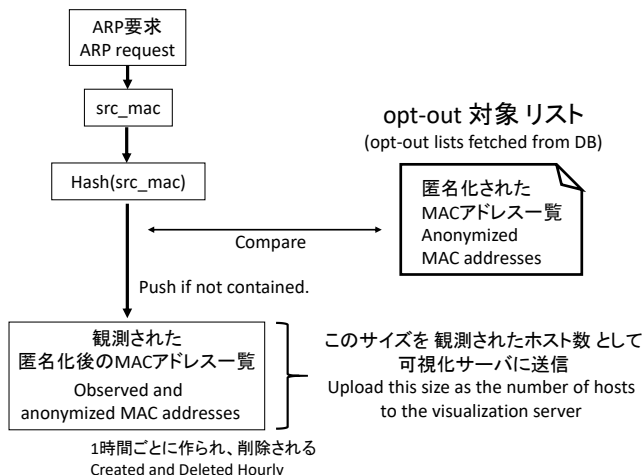 ARP要求
ARP request
src_mac
Hash(src_mac)
opt-out 対象 リスト
(opt-out lists fetched from DB)
匿名化された
MACアドレス一覧
Anonymized
MAC addresses
Compare
Push if not contained.
観測された
匿名化後のMACアドレス一覧
Observed and
anonymized MAC addresses
このサイズを 観測されたホスト数 として
可視化サーバに送信
Upload this size as the number of hosts
to the visualization server
1時間ごとに作られ、削除される
Created and Deleted Hourly